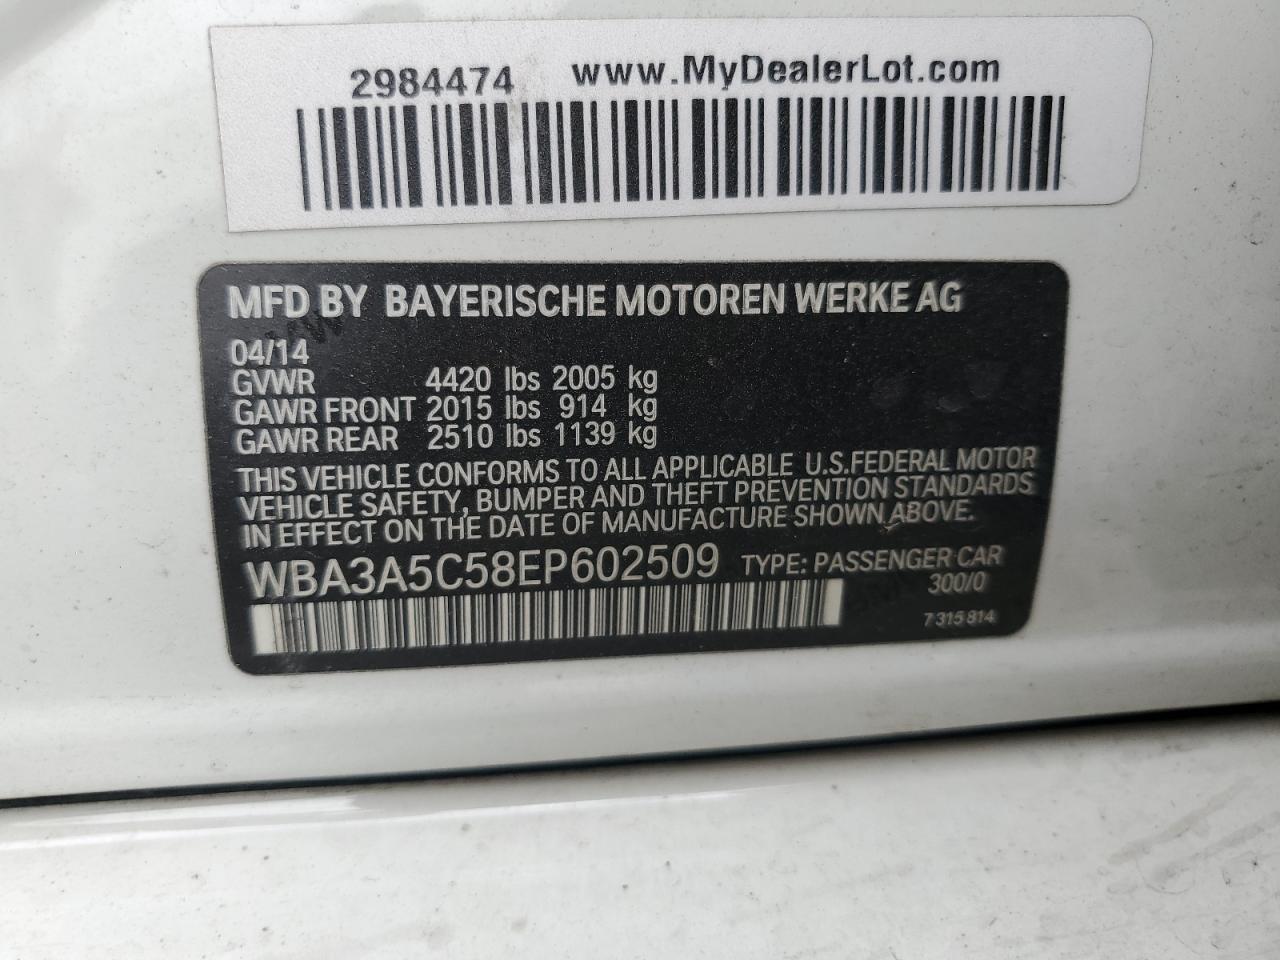 2984474 www.MyDealerLot.com
MFD BY BAYERISCHE MOTOREN WERKE AG
04/14
GVWR 4420 lbs 2005 kg
GAWR FRONT 2015 lbs 914 kg
GAWR REAR 2510 lbs 1139 kg
THIS VEHICLE CONFORMS TO ALL APPLICABLE U.S.FEDERAL MOTOR
VEHICLE SAFETY, BUMPER AND THEFT PREVENTION STANDARDS
IN EFFECT ON THE DATE OF MANUFACTURE SHOWN ABOVE.
WBA3A5C58EP602509 TYPE: PASSENGER CAR
300/0
7 315 814